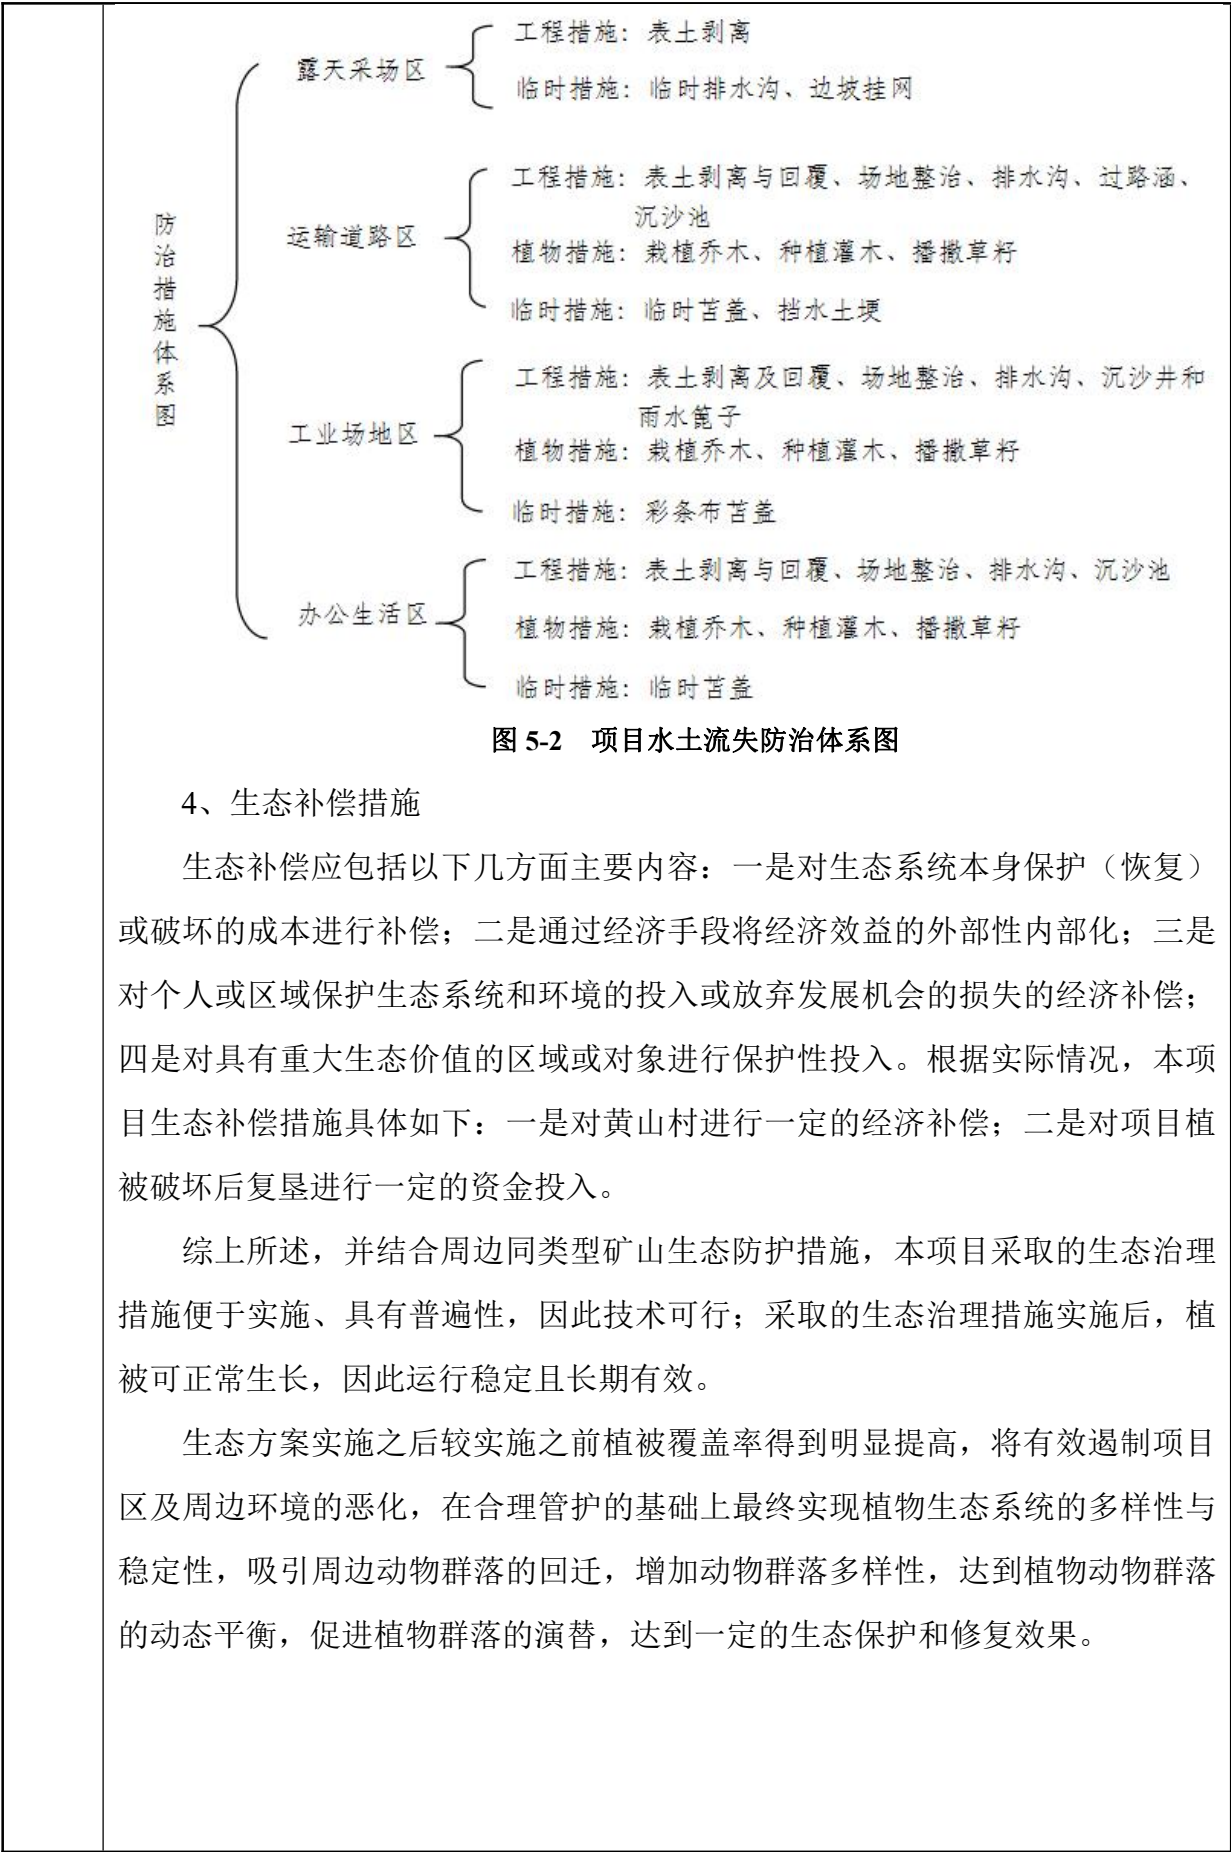 防治措施体系图
露天采场区
工程措施：表土剥离
临时措施：临时排水沟、边坡挂网
运输道路区
工程措施：表土剥离与回覆、场地整治、排水沟、过路涵、
沉沙池
植物措施：栽植乔木、种植灌木、播撒草籽
临时措施：临时苫盖、挡水土埂
工业场地区
工程措施：表土剥离及回覆、场地整治、排水沟、沉沙井和
雨水篦子
植物措施：栽植乔木、种植灌木、播撒草籽
临时措施：彩条布苫盖
办公生活区
工程措施：表土剥离与回覆、场地整治、排水沟、沉沙池
植物措施：栽植乔木、种植灌木、播撒草籽
临时措施：临时苫盖
图 5-2 项目水土流失防治体系图
4、生态补偿措施
生态补偿应包括以下几方面主要内容：一是对生态系统本身保护（恢复）
或破坏的成本进行补偿；二是通过经济手段将经济效益的外部性内部化；三是
对个人或区域保护生态系统和环境的投入或放弃发展机会的损失的经济补偿；
四是对具有重大生态价值的区域或对象进行保护性投入。根据实际情况，本项
目生态补偿措施具体如下：一是对黄山村进行一定的经济补偿；二是对项目植
被破坏后复垦进行一定的资金投入。
综上所述，并结合周边同类型矿山生态防护措施，本项目采取的生态治理
措施便于实施、具有普遍性，因此技术可行；采取的生态治理措施实施后，植
被可正常生长，因此运行稳定且长期有效。
生态方案实施之后较实施之前植被覆盖率得到明显提高，将有效遏制项目
区及周边环境的恶化，在合理管护的基础上最终实现植物生态系统的多样性与
稳定性，吸引周边动物群落的回迁，增加动物群落多样性，达到植物动物群落
的动态平衡，促进植物群落的演替，达到一定的生态保护和修复效果。